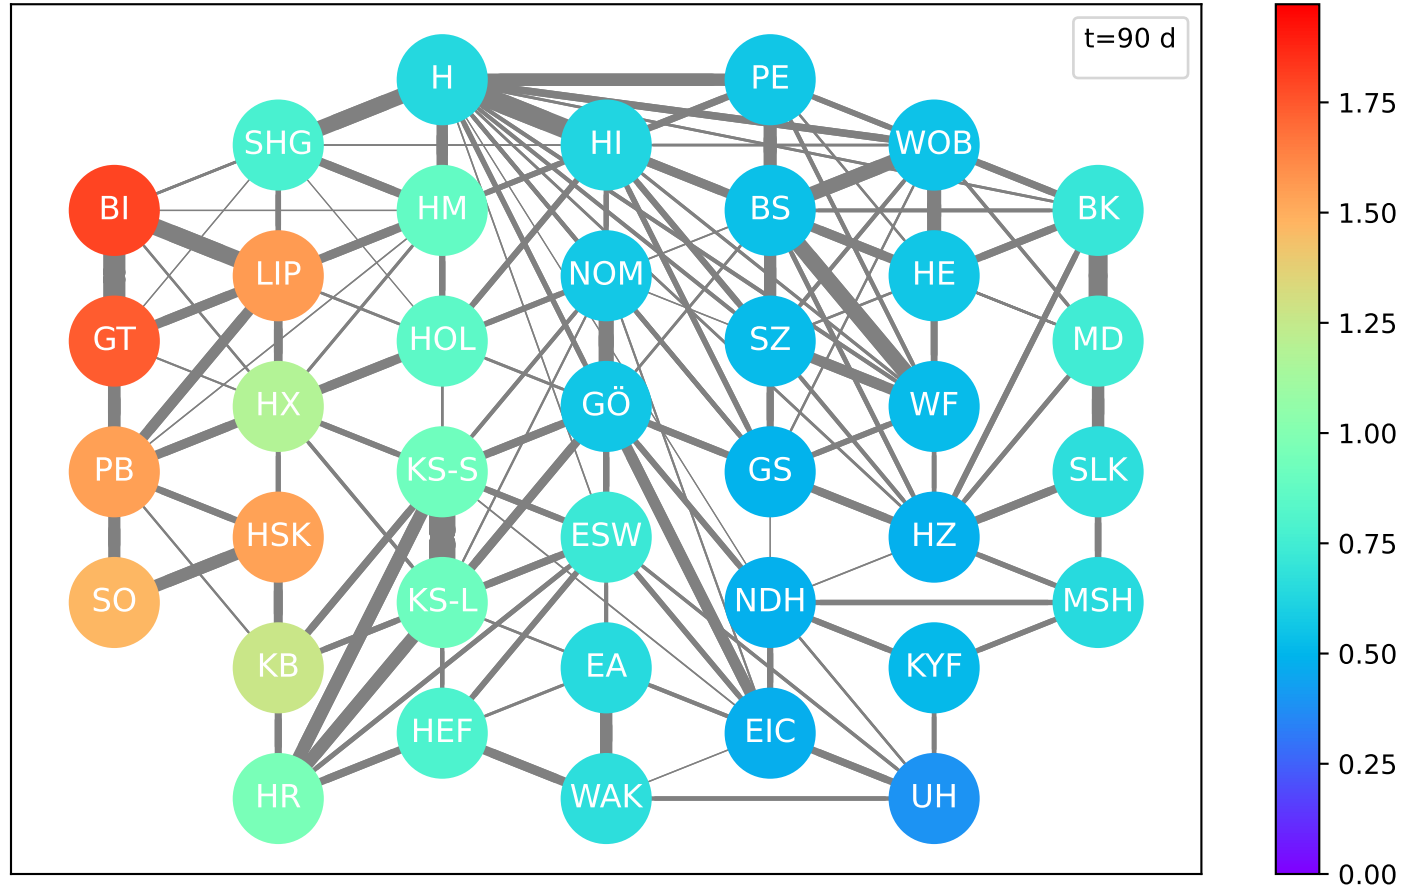 t=90 d
H
PE
SHG
HI
WOB
BI
HM
BS
BK
LIP
NOM
HE
GT
HOL
SZ
MD
HX
GÖ
WF
PB
KS-S
GS
SLK
HSK
ESW
HZ
SO
KS-L
NDH
MSH
KB
EA
KYF
HEF
EIC
HR
WAK
UH
1.75
1.50
1.25
1.00
0.75
0.50
0.25
0.00